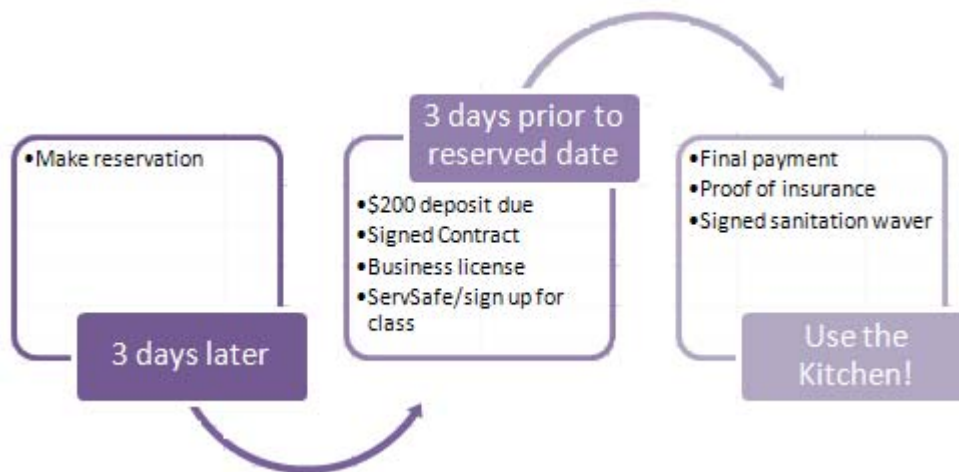 •Make reservation
3 days later
3 days prior to
reserved date
•$200 deposit due
•Signed Contract
•Business license
•ServSafe/sign up for
class
•Final payment
•Proof of insurance
•Signed sanitation waver
Use the
Kitchen!